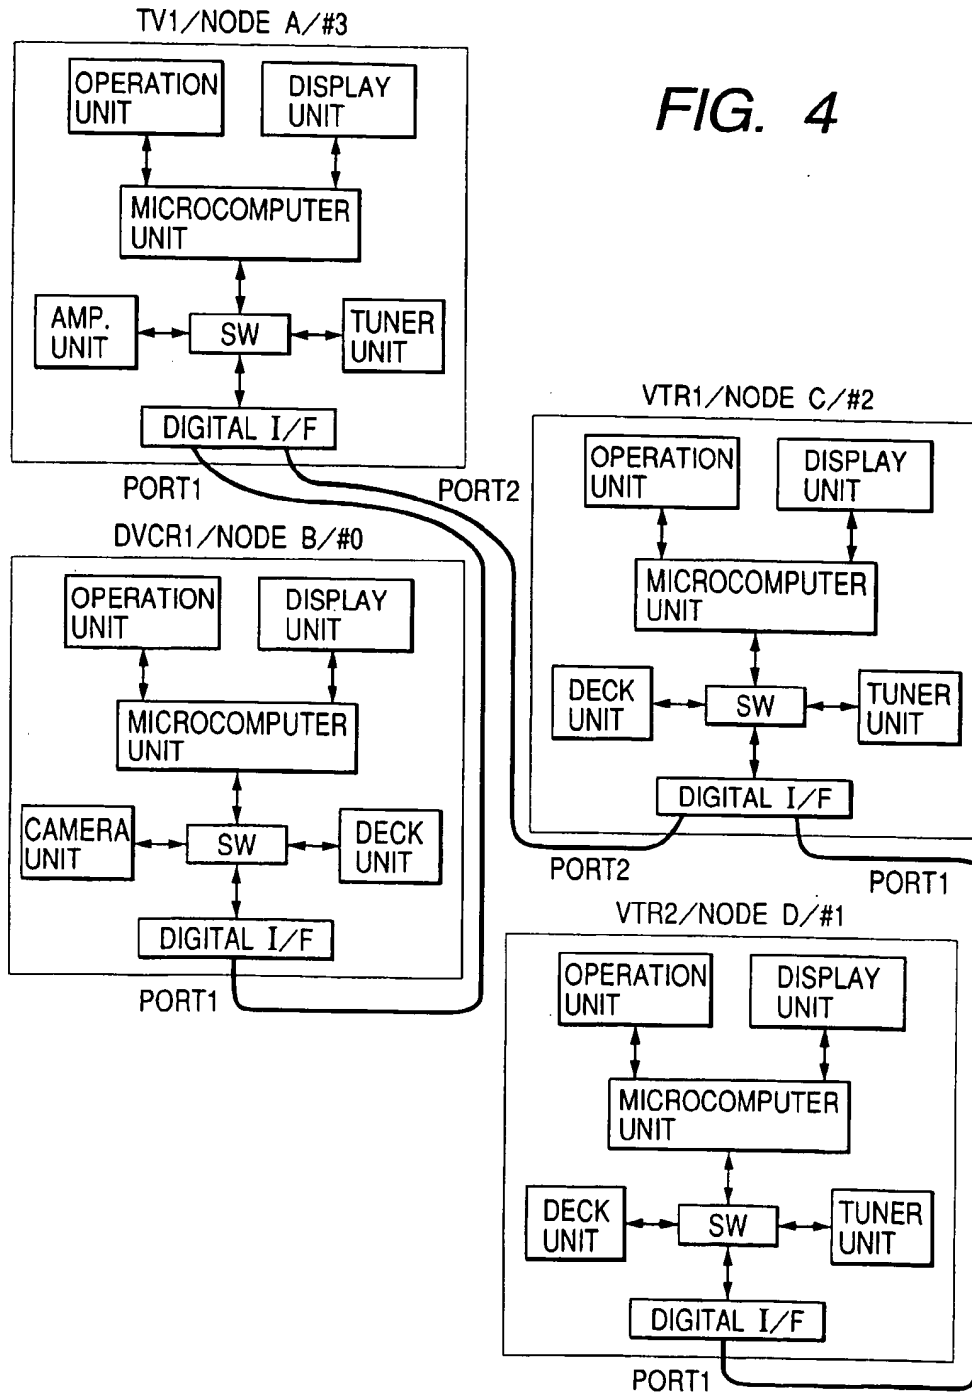 FIG. 4
TV1/NODE A/#3
OPERATION
UNIT
DISPLAY
UNIT
MICROCOMPUTER
UNIT
AMP.
UNIT
SW
TUNER
UNIT
DIGITAL I/F
PORT1
PORT2
DVCR1/NODE B/#0
OPERATION
UNIT
DISPLAY
UNIT
MICROCOMPUTER
UNIT
CAMERA
UNIT
SW
DECK
UNIT
DIGITAL I/F
PORT1
VTR1/NODE C/#2
OPERATION
UNIT
DISPLAY
UNIT
MICROCOMPUTER
UNIT
DECK
UNIT
SW
TUNER
UNIT
DIGITAL I/F
PORT2
PORT1
VTR2/NODE D/#1
OPERATION
UNIT
DISPLAY
UNIT
MICROCOMPUTER
UNIT
DECK
UNIT
SW
TUNER
UNIT
DIGITAL I/F
PORT1